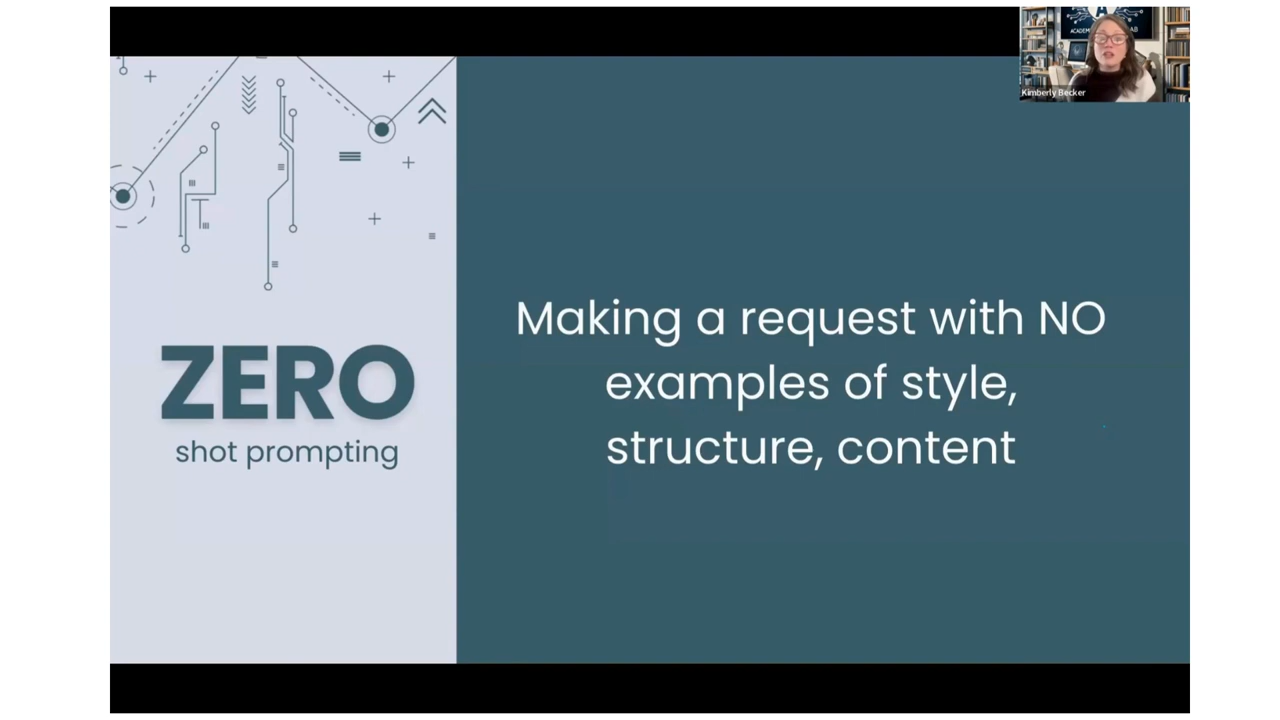 ZERO
shot prompting
Making a request with NO
examples of style,
structure, content
A
Kimberly Becker